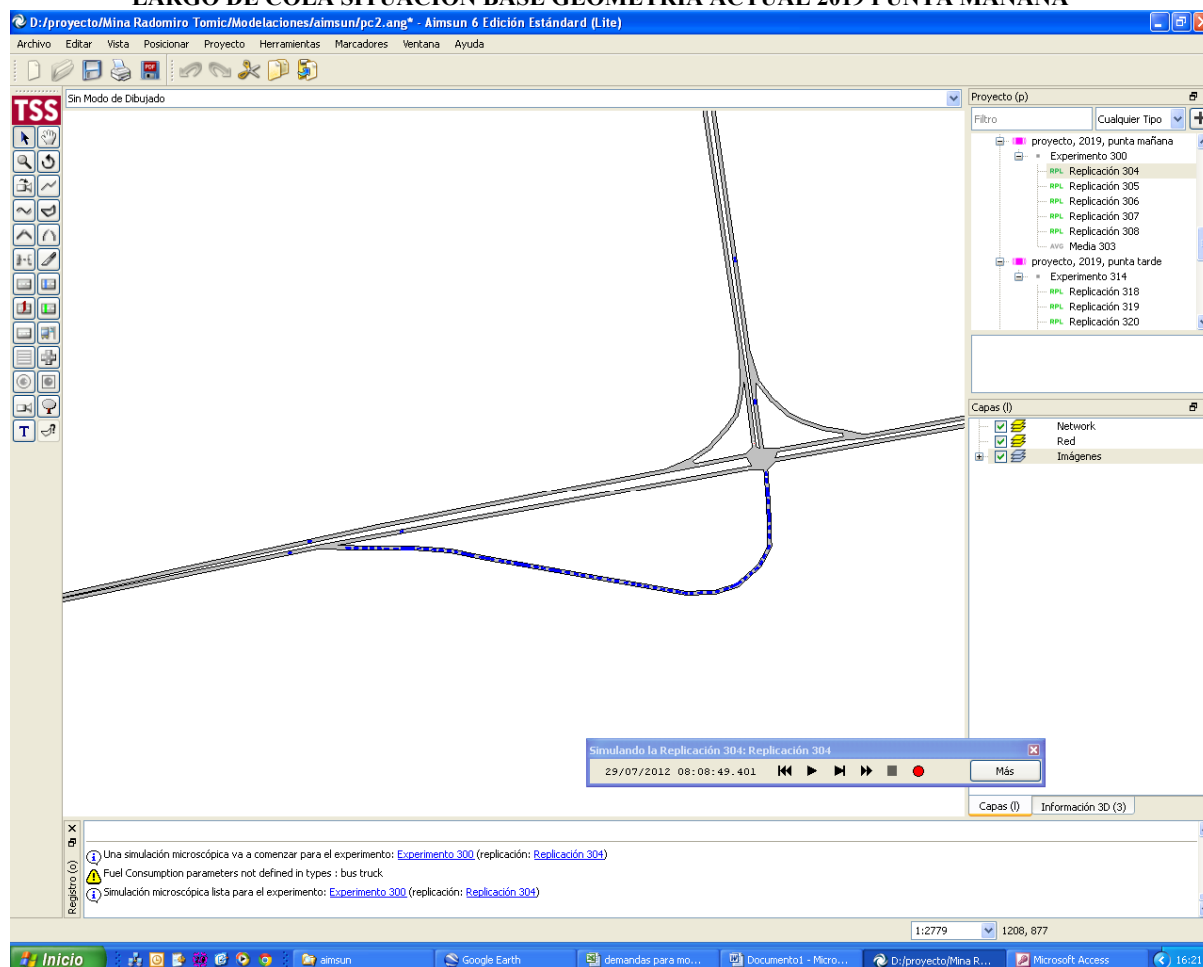 LARGO DE COLA SITUACION BASE GEOMETRIA ACTUAL 2019 PUNTA MAÑANA
D:/proyecto/Mina Radomiro Tomic/Modelaciones/aimsun/pc2.ang* - Aimsun 6 Edición Estándar (Lite)
Archivo Editar Vista Posicionar Proyecto Herramientas Marcadores Ventana Ayuda
TSS
Sin Modo de Dibujado
Proyecto (p)
Filtro Cualquier Tipo
proyecto, 2019, punta mañana
Experimento 300
RPL Replicación 304
RPL Replicación 305
RPL Replicación 306
RPL Replicación 307
RPL Replicación 308
AVG Media 303
proyecto, 2019, punta tarde
Experimento 314
RPL Replicación 318
RPL Replicación 319
RPL Replicación 320
Capas (l)
Network
Red
Imágenes
Simulando la Replicación 304: Replicación 304
29/07/2012 08:08:49.401 Más
Capas (l) Información 3D (3)
Registro (o)
Una simulación microscópica va a comenzar para el experimento: Experimento 300 (replicación: Replicación 304)
Fuel Consumption parameters not defined in types : bus truck
Simulación microscópica lista para el experimento: Experimento 300 (replicación: Replicación 304)
1:2779 1208, 877
Inicio aimsun Google Earth demandas para mo... Documento1 - Micro... D:/proyecto/Mina R... Microsoft Access 16:21